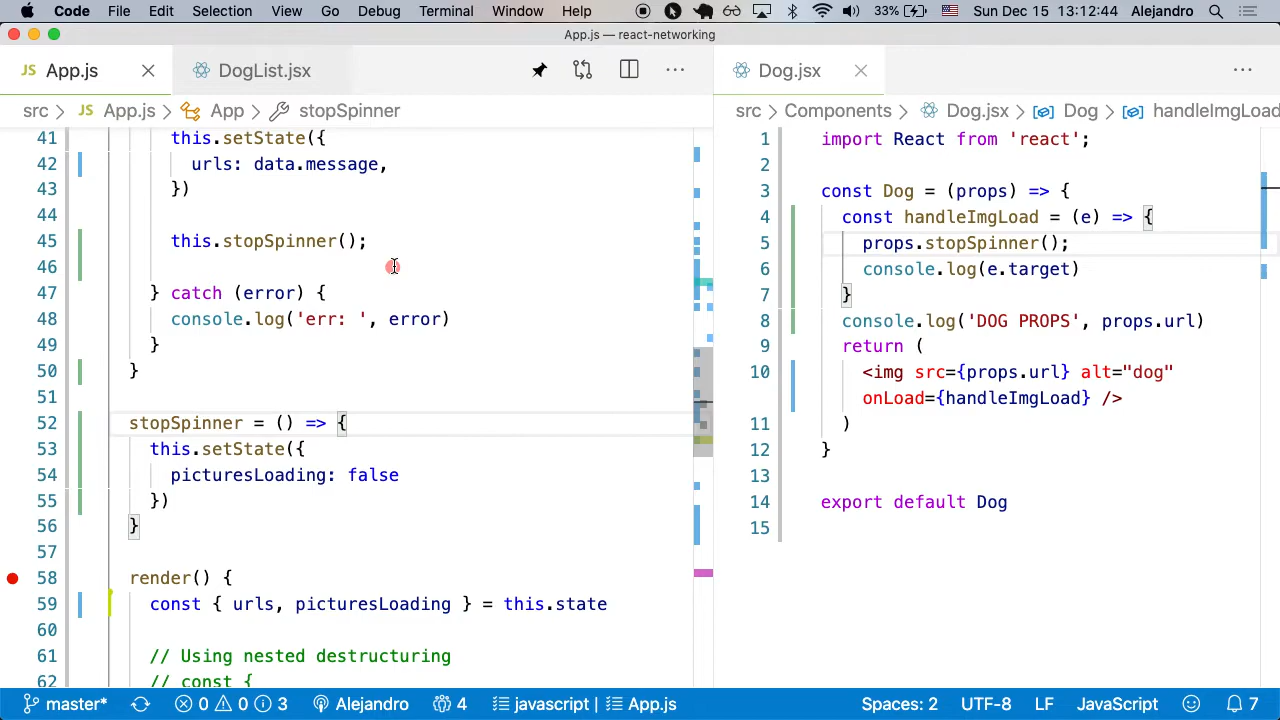 Code File Edit Selection View Go Debug Terminal Window Help 33% Sun Dec 15 13:12:44 Alejandro
App.js — react-networking
JS App.js DogList.jsx
src > JS App.js > App > stopSpinner
41 this.setState({
42 urls: data.message,
43 })
44
45 this.stopSpinner();
46
47 } catch (error) {
48 console.log('err: ', error)
49 }
50 }
51
52 stopSpinner = () => {
53 this.setState({
54 picturesLoading: false
55 })
56 }
57
58 render() {
59 const { urls, picturesLoading } = this.state
60
61 // Using nested destructuring
62 // const {
Dog.jsx
src > Components > Dog.jsx > Dog > handleImgLoad
1 import React from 'react';
2
3 const Dog = (props) => {
4 const handleImgLoad = (e) => {
5 props.stopSpinner();
6 console.log(e.target)
7 }
8 console.log('DOG PROPS', props.url)
9 return (
10 <img src={props.url} alt="dog"
onLoad={handleImgLoad} />
11 )
12 }
13
14 export default Dog
15
master* 0 0 3 Alejandro 4 javascript | App.js Spaces: 2 UTF-8 LF JavaScript 7